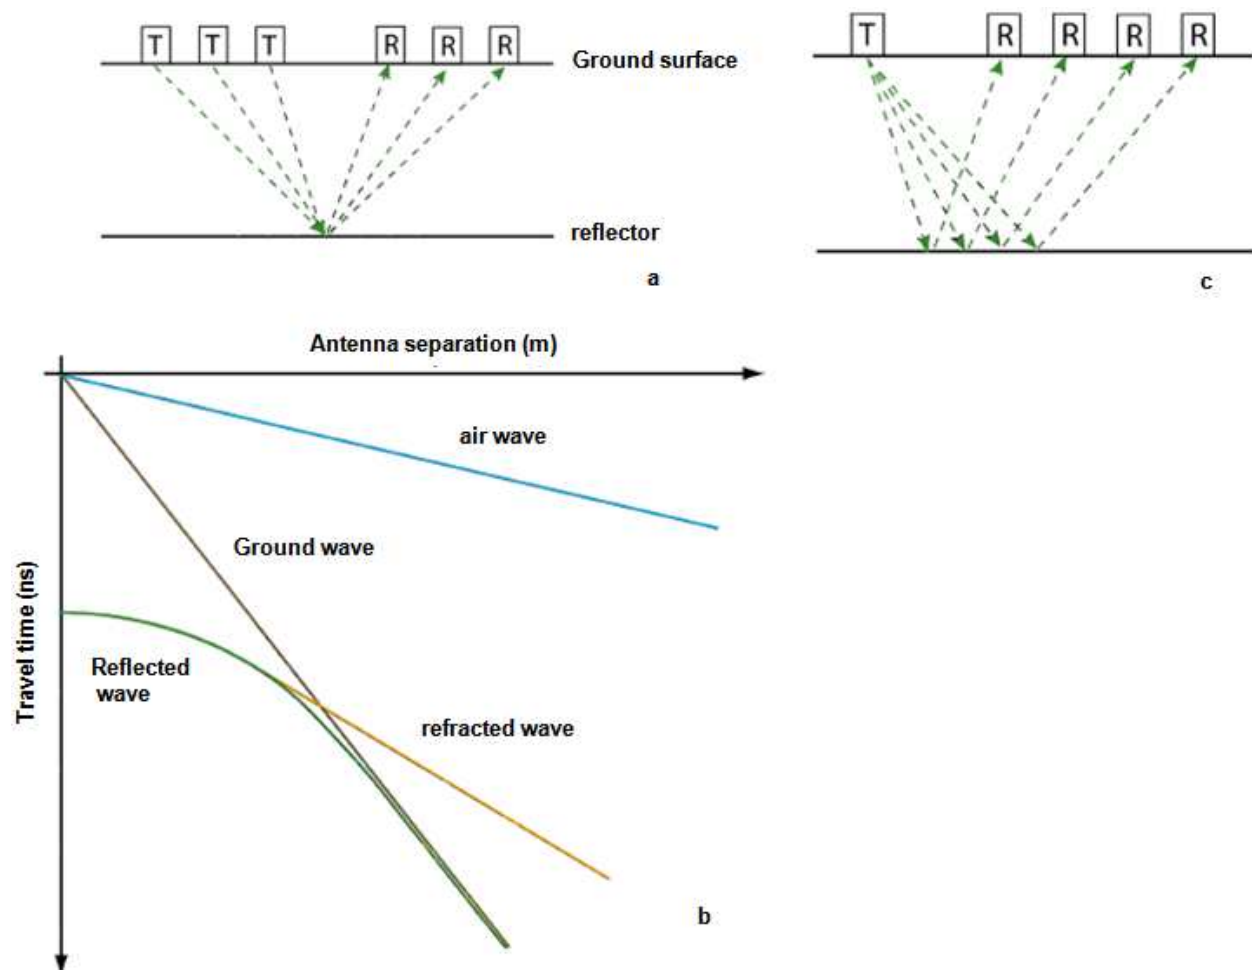 T T T R R R
Ground surface
reflector
a
T R R R R
c
Antenna separation (m)
air wave
Ground wave
Travel time (ns)
Reflected
wave
refracted wave
b